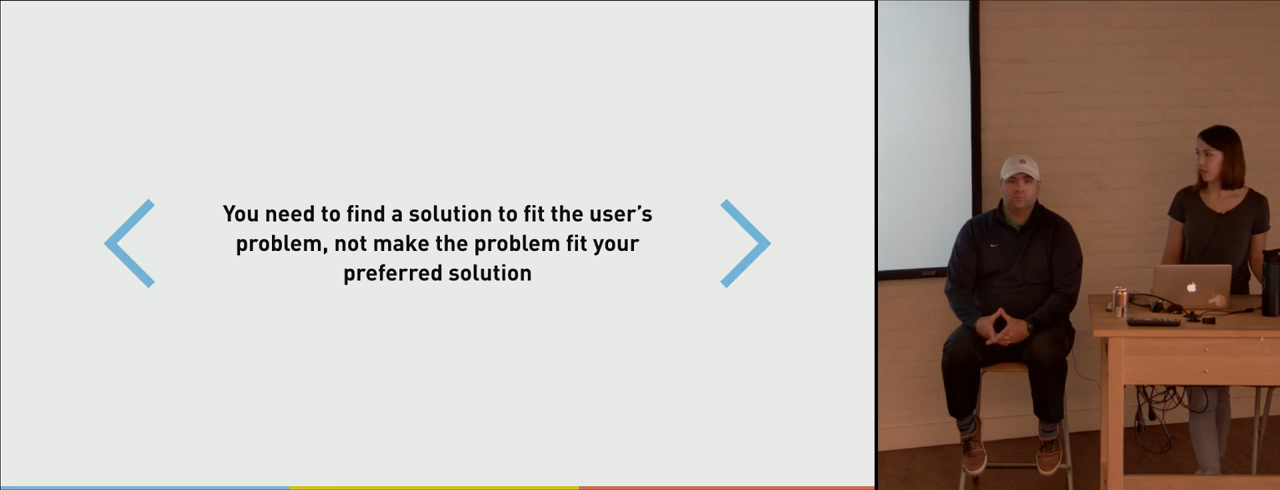 You need to find a solution to fit the user’s
problem, not make the problem fit your
preferred solution